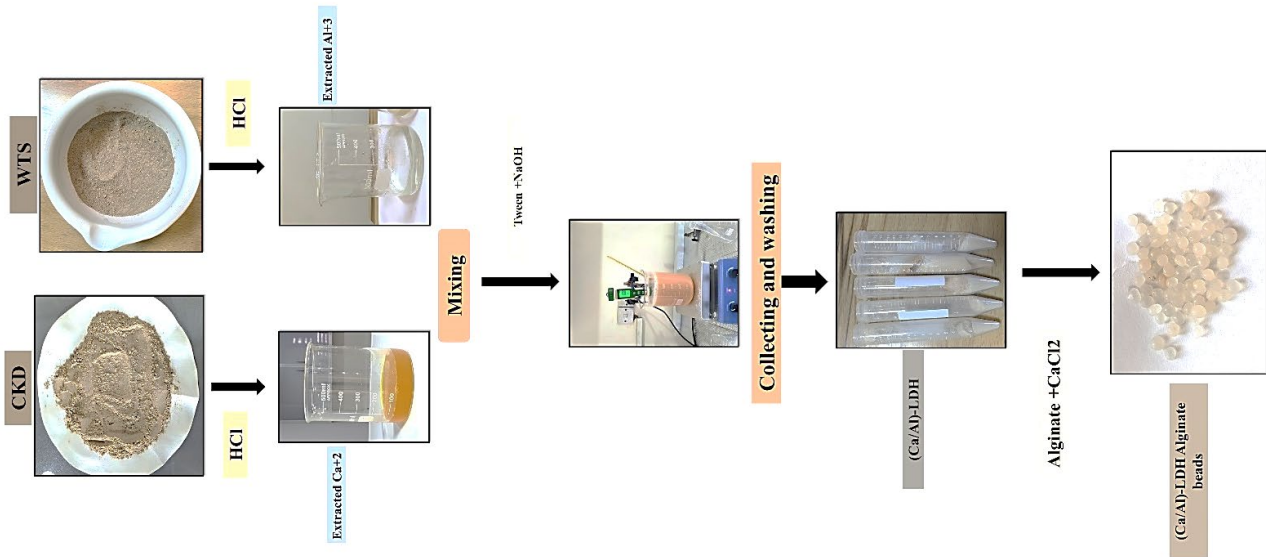 WTS
CKD
HCl
HCl
Extracted Al+3
Extracted Ca+2
Mixing
Tween +NaOH
Collecting and washing
(Ca/Al)-LDH
Alginate +CaCl2
(Ca/Al)-LDH Alginate
beads